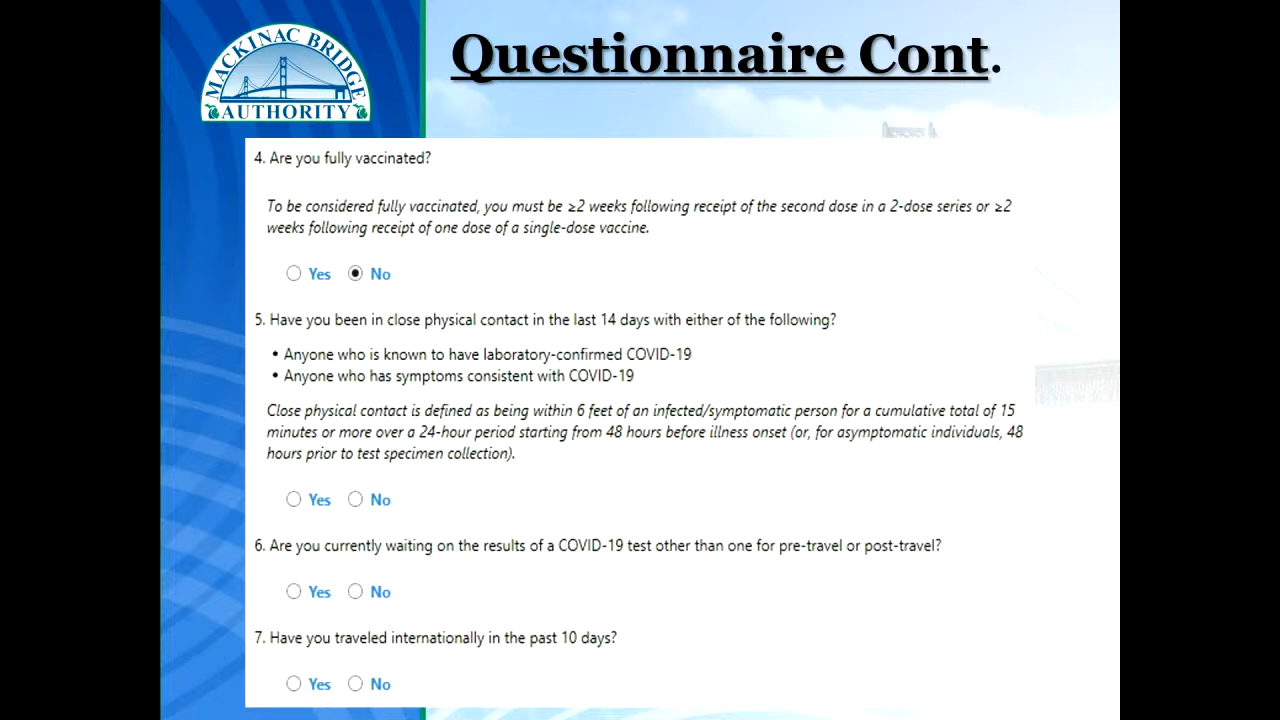 MACKINAC BRIDGE
AUTHORITY
Questionnaire Cont.
4. Are you fully vaccinated?
To be considered fully vaccinated, you must be ≥2 weeks following receipt of the second dose in a 2-dose series or ≥2
weeks following receipt of one dose of a single-dose vaccine.
Yes No
5. Have you been in close physical contact in the last 14 days with either of the following?
• Anyone who is known to have laboratory-confirmed COVID-19
• Anyone who has symptoms consistent with COVID-19
Close physical contact is defined as being within 6 feet of an infected/symptomatic person for a cumulative total of 15
minutes or more over a 24-hour period starting from 48 hours before illness onset (or, for asymptomatic individuals, 48
hours prior to test specimen collection).
Yes No
6. Are you currently waiting on the results of a COVID-19 test other than one for pre-travel or post-travel?
Yes No
7. Have you traveled internationally in the past 10 days?
Yes No